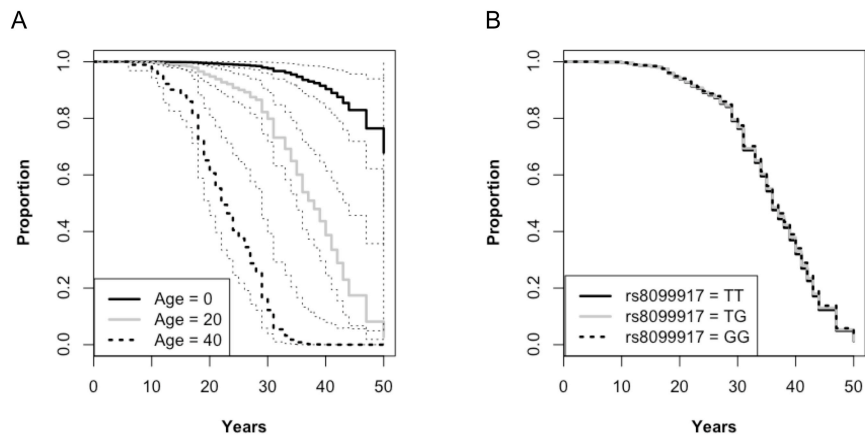 A
Proportion
1.0
0.8
0.6
0.4
0.2
0.0
Age = 0
Age = 20
Age = 40
0 10 20 30 40 50
Years
B
Proportion
1.0
0.8
0.6
0.4
0.2
0.0
rs8099917 = TT
rs8099917 = TG
rs8099917 = GG
0 10 20 30 40 50
Years